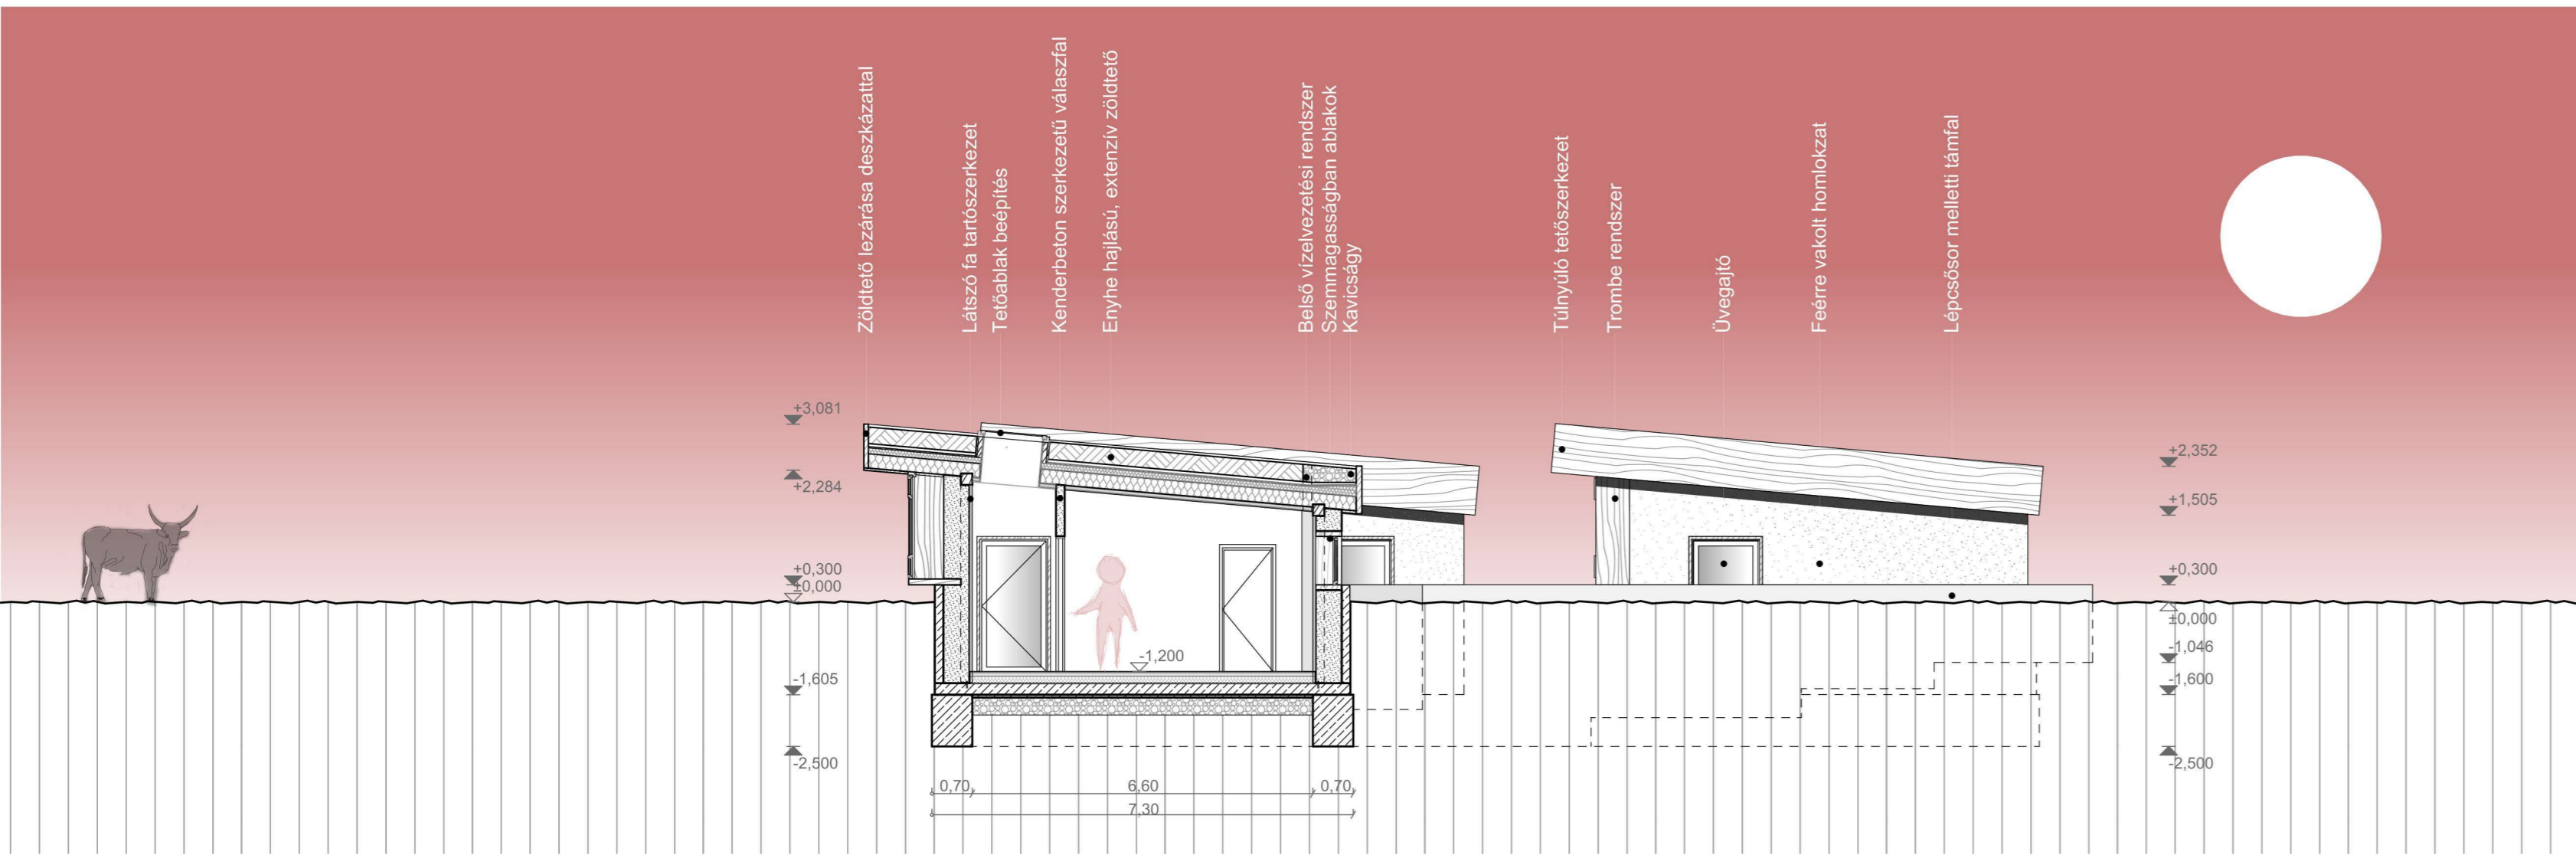 Zöldtető lezárása deszkázattal
Látszó fa tartószerkezet
Tetőablak beépítés
Kenderbeton szerkezetű válaszfal
Enyhe hajlású, extenzív zöldtető
Belső vízelvezetési rendszer
Szemmagasságban ablakok
Kavicságy
Túlnyúló tetőszerkezet
Trombe rendszer
Üvegajtó
Feérre vakolt homlokzat
Lépcsősor melletti támfal
+3,081
+2,284
+0,300
±0,000
-1,605
-2,500
-1,200
0,70
6,60
0,70
7,30
+2,352
+1,505
+0,300
±0,000
-1,046
-1,600
-2,500